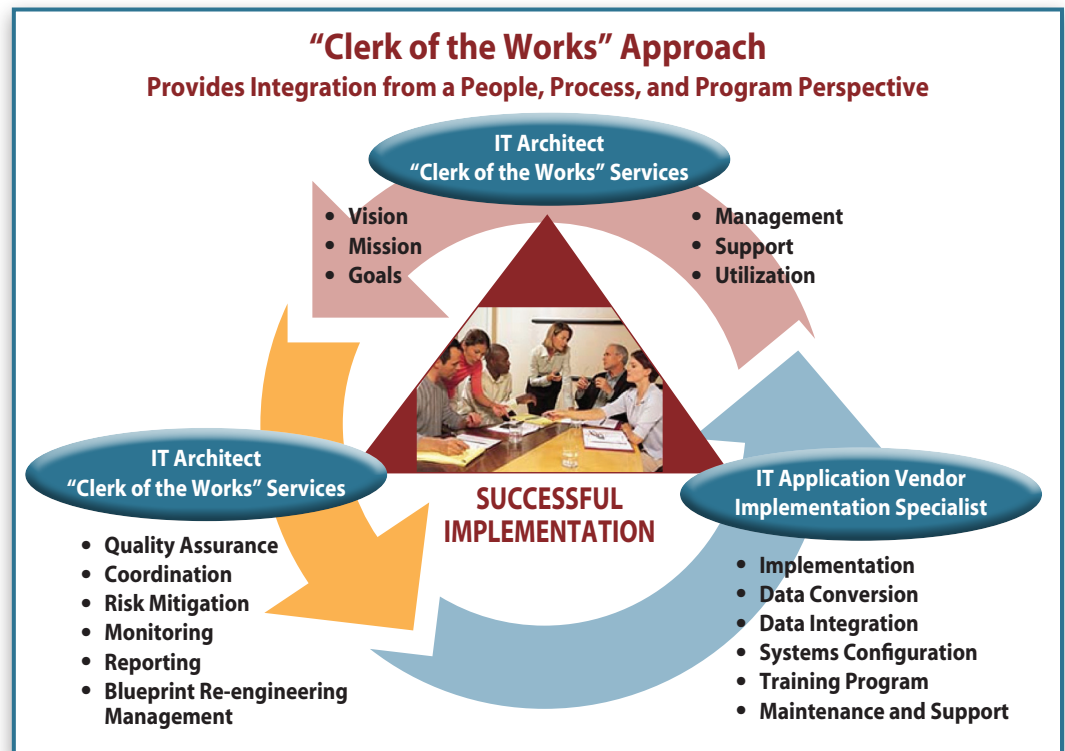 “Clerk of the Works” Approach
Provides Integration from a People, Process, and Program Perspective
IT Architect
“Clerk of the Works” Services
• Vision
• Mission
• Goals
• Management
• Support
• Utilization
IT Architect
“Clerk of the Works” Services
• Quality Assurance
• Coordination
• Risk Mitigation
• Monitoring
• Reporting
• Blueprint Re-engineering
Management
SUCCESSFUL
IMPLEMENTATION
IT Application Vendor
Implementation Specialist
• Implementation
• Data Conversion
• Data Integration
• Systems Configuration
• Training Program
• Maintenance and Support